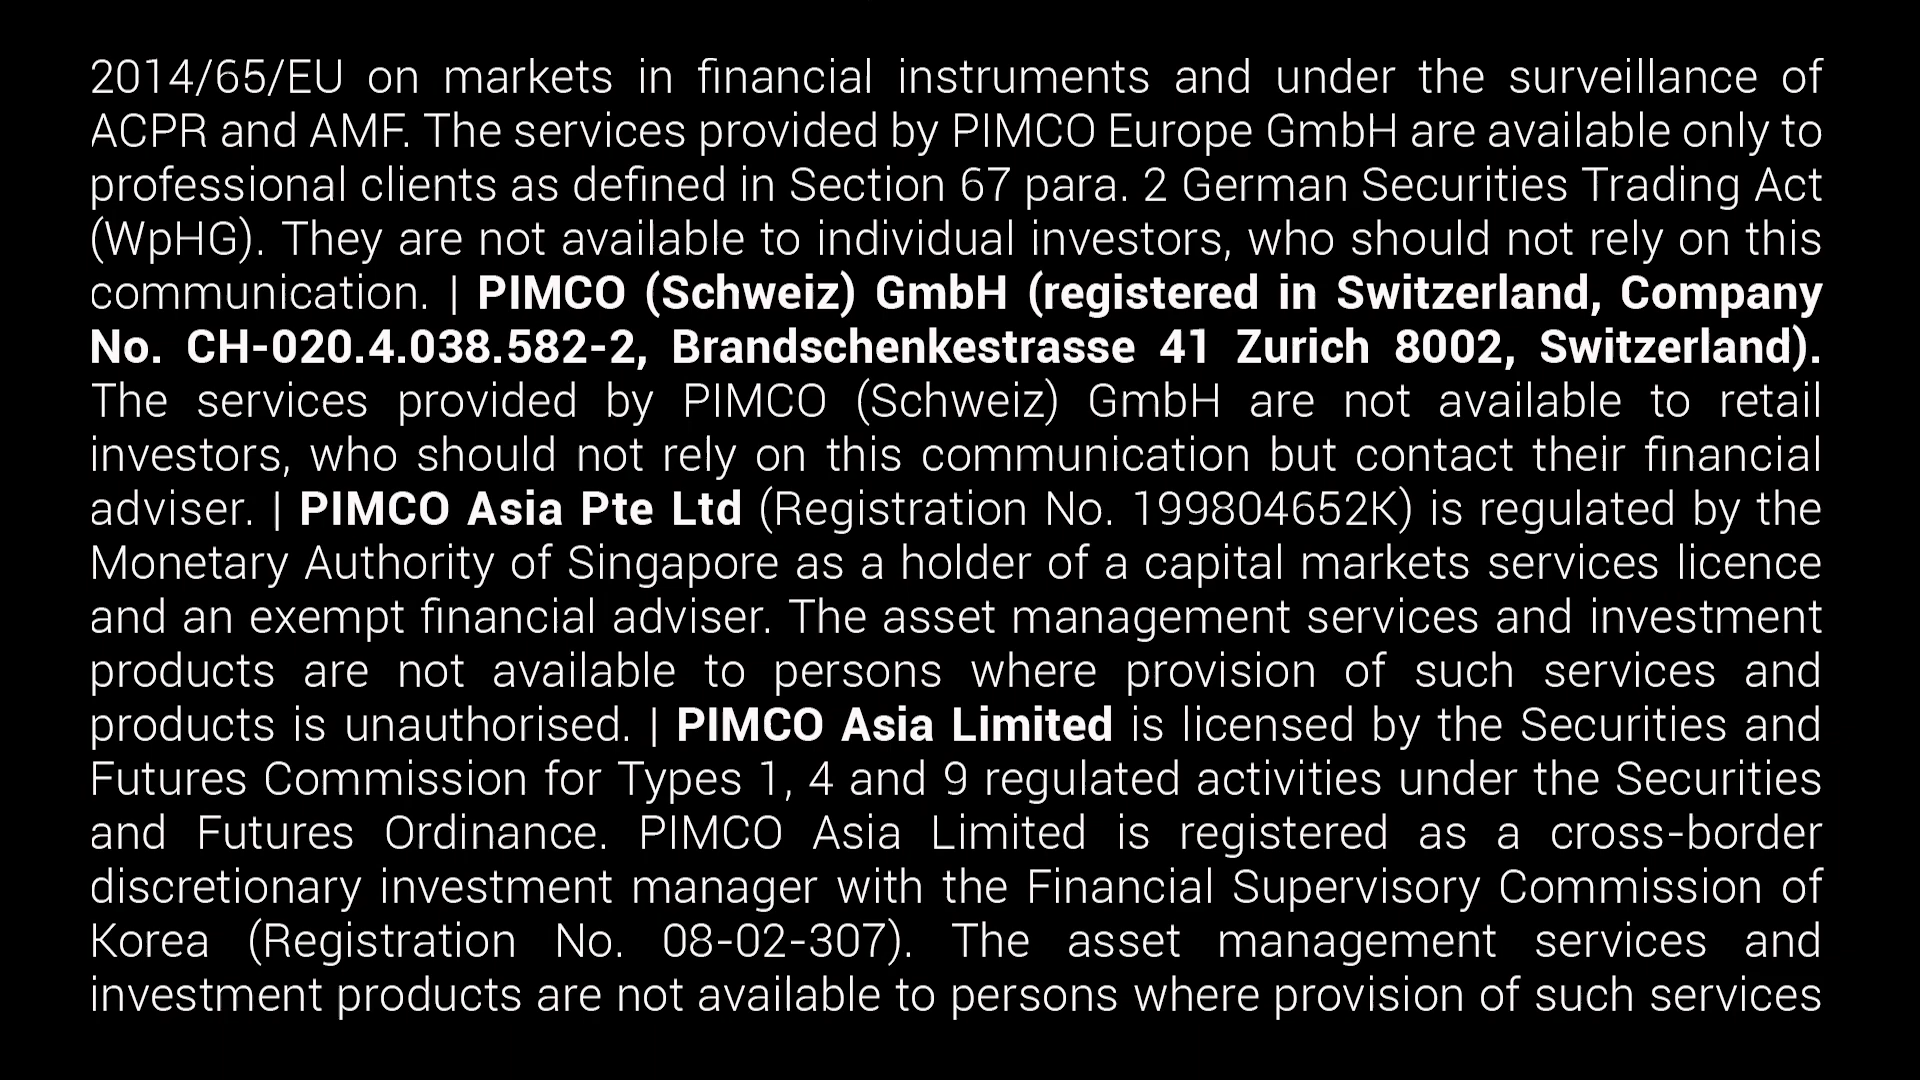 2014/65/EU on markets in financial instruments and under the surveillance of
ACPR and AMF. The services provided by PIMCO Europe GmbH are available only to
professional clients as defined in Section 67 para. 2 German Securities Trading Act
(WpHG). They are not available to individual investors, who should not rely on this
communication. | PIMCO (Schweiz) GmbH (registered in Switzerland, Company
No. CH-020.4.038.582-2, Brandschenkestrasse 41 Zurich 8002, Switzerland).
The services provided by PIMCO (Schweiz) GmbH are not available to retail
investors, who should not rely on this communication but contact their financial
adviser. | PIMCO Asia Pte Ltd (Registration No. 199804652K) is regulated by the
Monetary Authority of Singapore as a holder of a capital markets services licence
and an exempt financial adviser. The asset management services and investment
products are not available to persons where provision of such services and
products is unauthorised. | PIMCO Asia Limited is licensed by the Securities and
Futures Commission for Types 1, 4 and 9 regulated activities under the Securities
and Futures Ordinance. PIMCO Asia Limited is registered as a cross-border
discretionary investment manager with the Financial Supervisory Commission of
Korea (Registration No. 08-02-307). The asset management services and
investment products are not available to persons where provision of such services